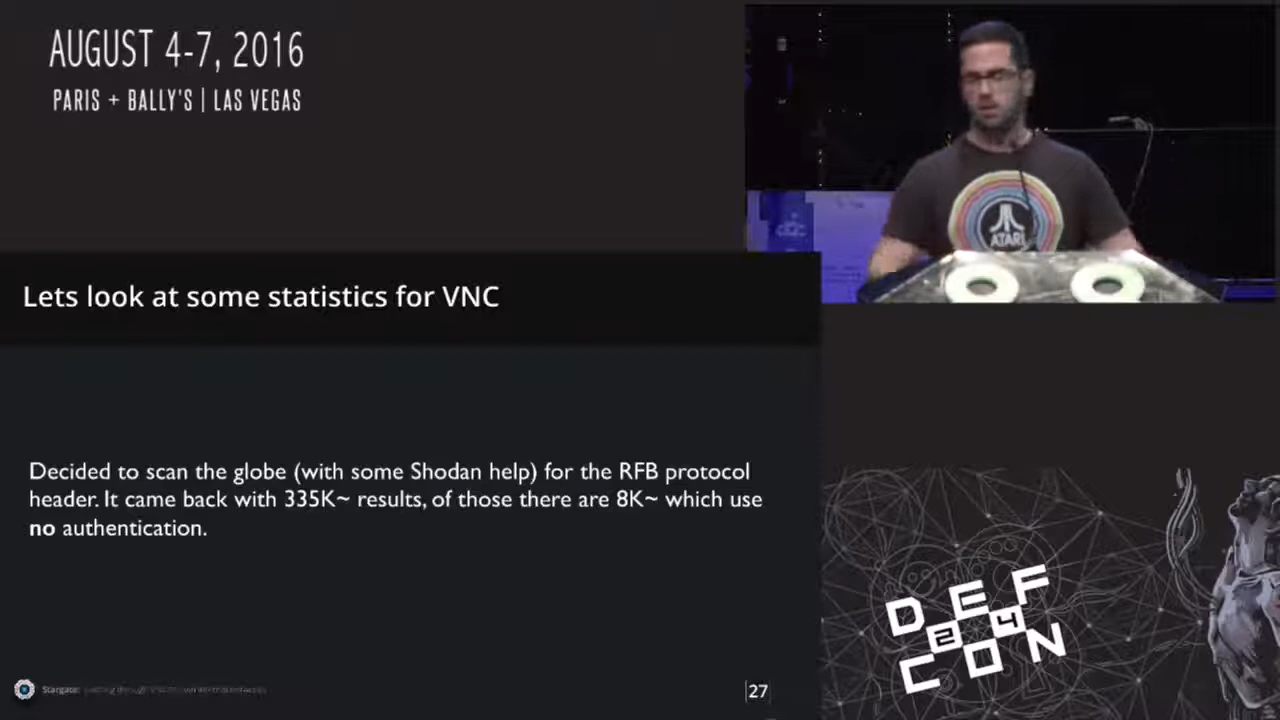 AUGUST 4-7, 2016
PARIS + BALLY'S | LAS VEGAS
ATARI
Lets look at some statistics for VNC
Decided to scan the globe (with some Shodan help) for the RFB protocol
header. It came back with 335K~ results, of those there are 8K~ which use
no authentication.
DEF
24
CON
Stargate:
27